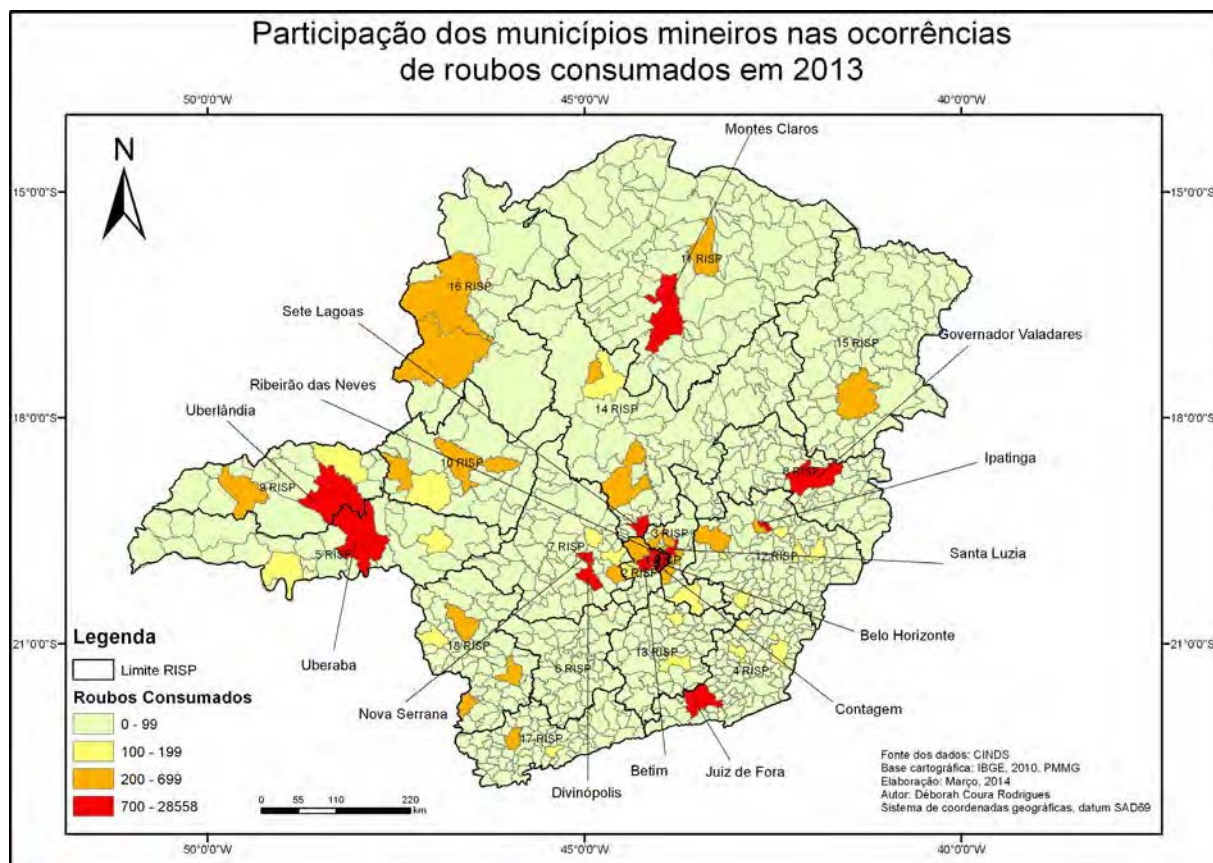 Participação dos municípios mineiros nas ocorrências
de roubos consumados em 2013
50°0'0"W
45°0'0"W
40°0'0"W
Montes Claros
N
15°0'0"S
15°0'0"S
11 RISP
16 RISP
Sete Lagoas
Governador Valadares
15 RISP
Ribeirão das Neves
Uberlândia
14 RISP
18°0'0"S
18°0'0"S
Ipatinga
10 RISP
8 RISP
9 RISP
3 RISP
7 RISP
5 RISP
12 RISP
Santa Luzia
2 RISP
Belo Horizonte
21°0'0"S
21°0'0"S
Legenda
Limite RISP
Uberaba
18 RISP
6 RISP
13 RISP
4 RISP
Roubos Consumados
0 - 99
100 - 199
200 - 699
700 - 28558
Nova Serrana
Contagem
17 RISP
Betim
Juiz de Fora
Divinópolis
0 55 110 220
km
Fonte dos dados: CINDS
Base cartográfica: IBGE, 2010. PMMG
Elaboração: Março, 2014
Autor: Déborah Coura Rodrigues
Sistema de coordenadas geográficas, datum SAD69
50°0'0"W
45°0'0"W
40°0'0"W